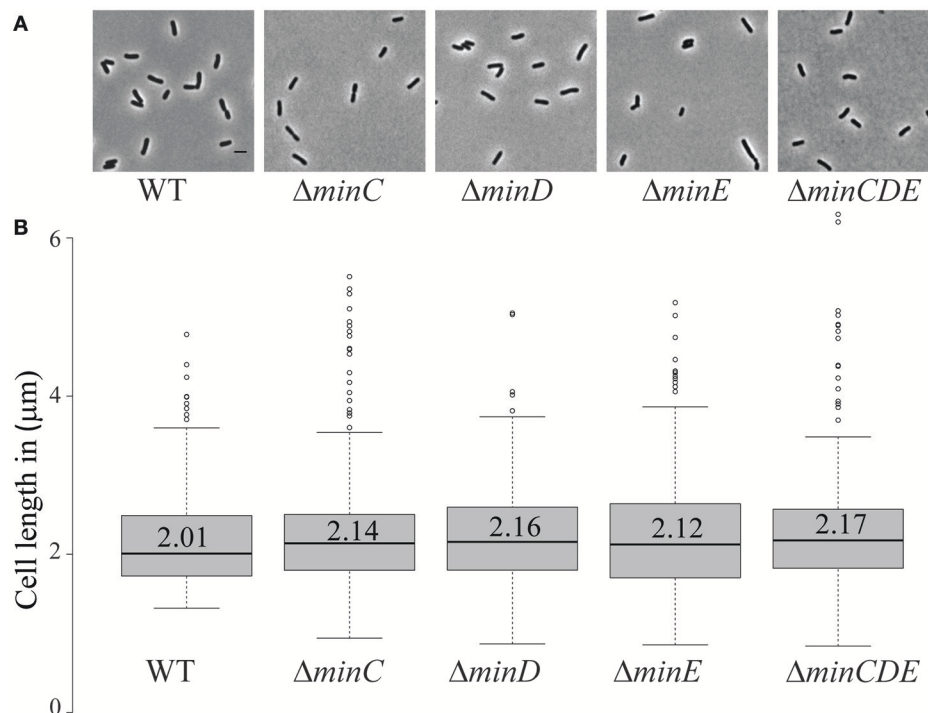 A
WT
ΔminC
ΔminD
ΔminE
ΔminCDE
B
6
4
2
0
Cell length in (μm)
2.01
2.14
2.16
2.12
2.17
WT
ΔminC
ΔminD
ΔminE
ΔminCDE